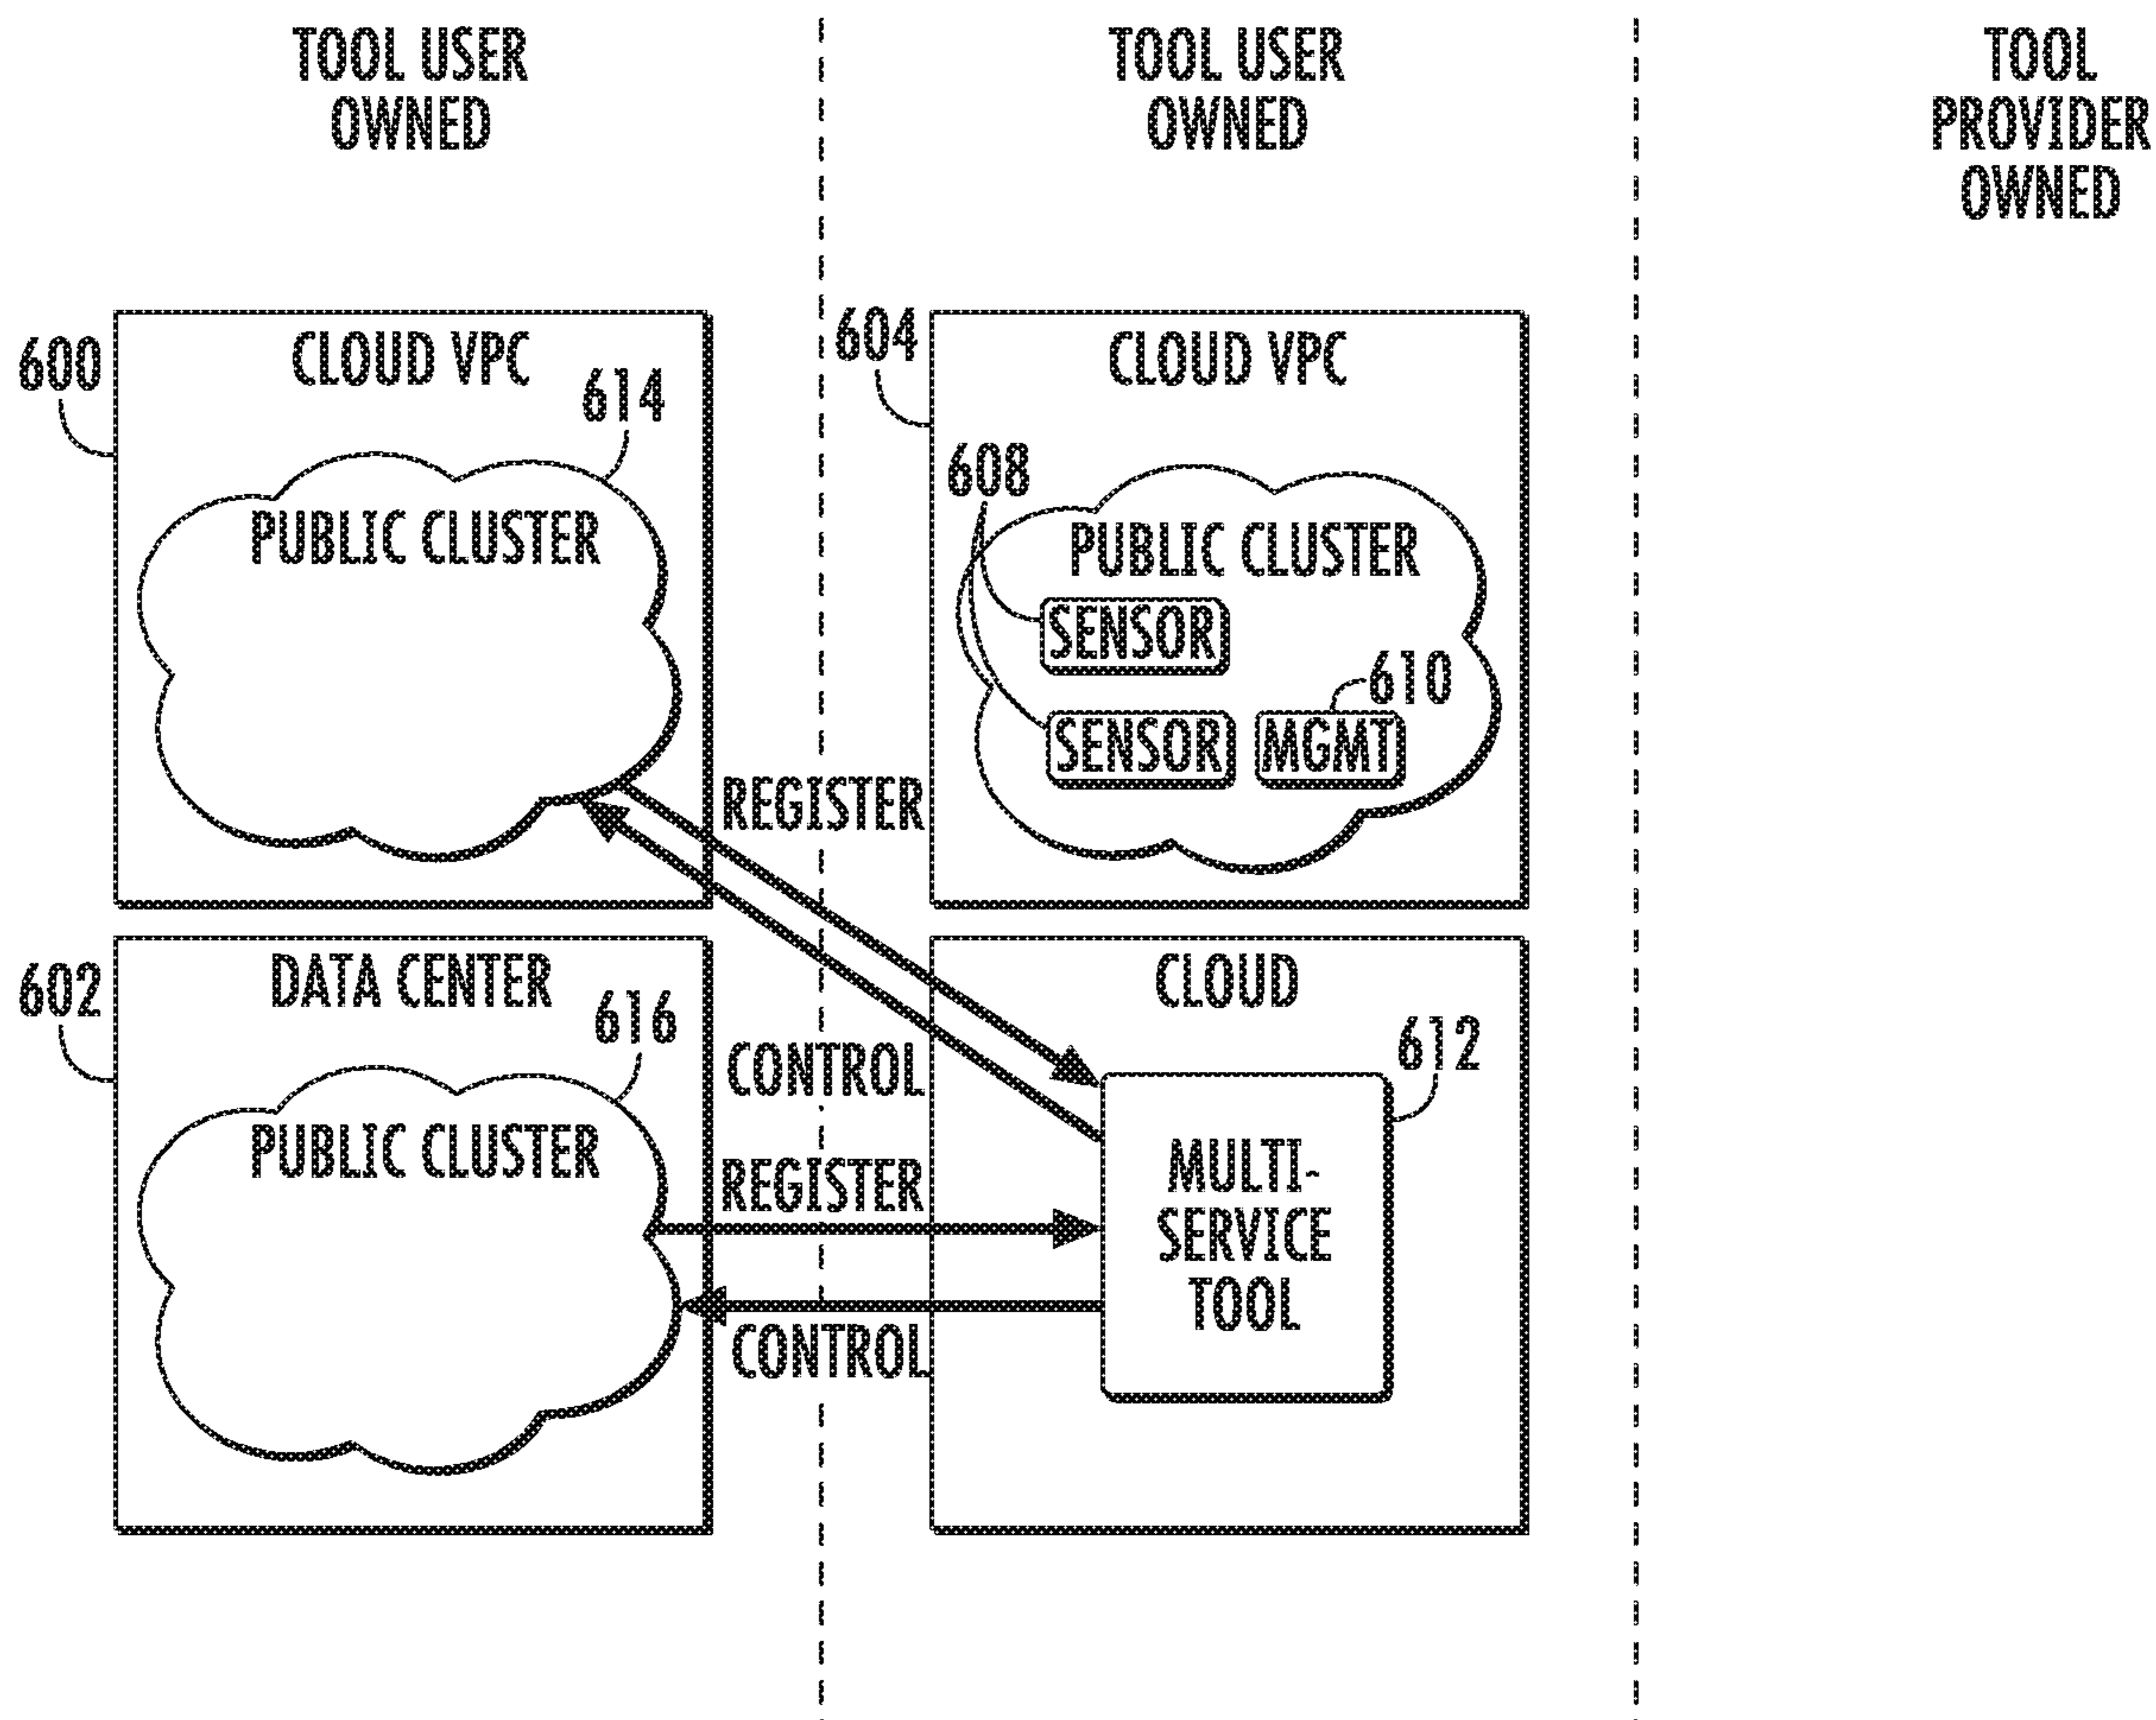 TOOL USER
OWNED
TOOL USER
OWNED
TOOL
PROVIDER
OWNED
600
CLOUD VPC
614
PUBLIC CLUSTER
604
CLOUD VPC
608
PUBLIC CLUSTER
SENSOR
610
SENSOR
MGMT
REGISTER
602
DATA CENTER
616
PUBLIC CLUSTER
CONTROL
REGISTER
CONTROL
CLOUD
612
MULTI-
SERVICE
TOOL